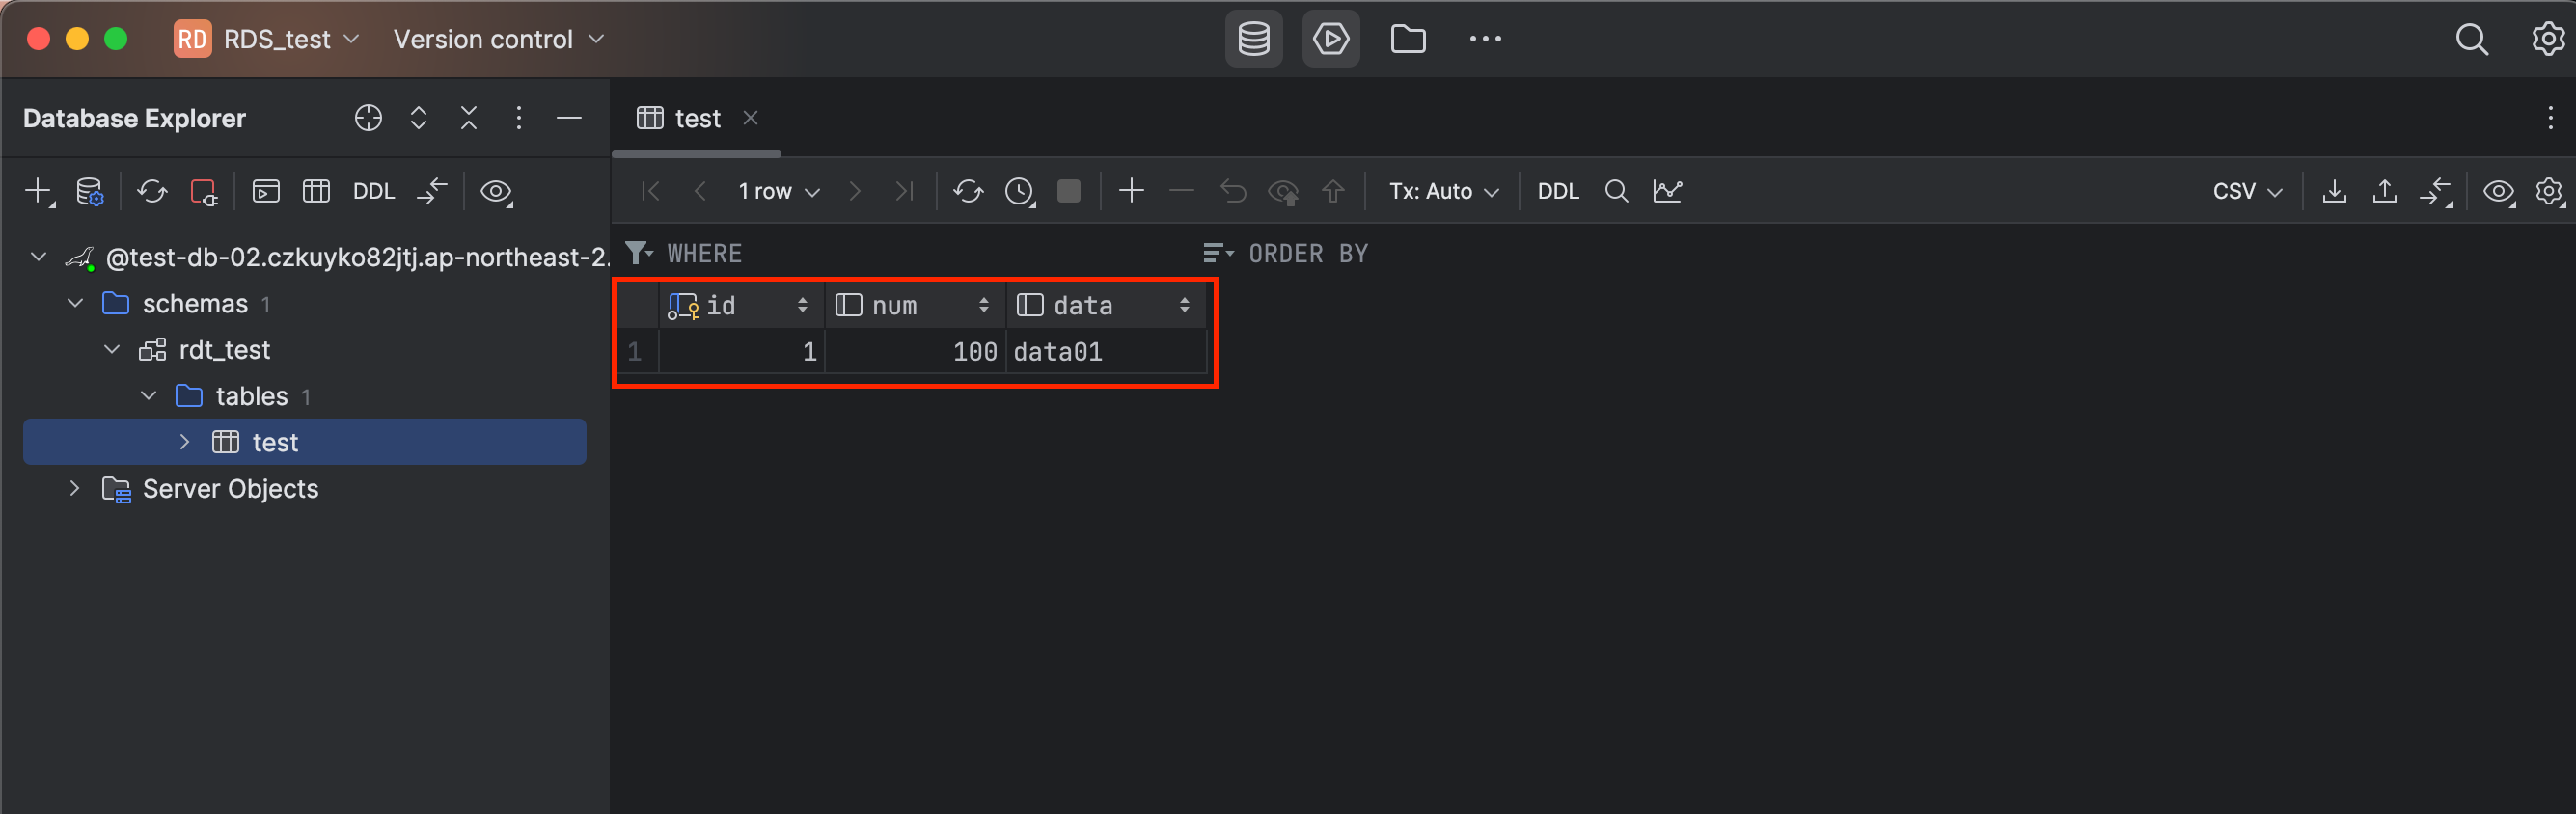 RD RDS_test Version control
Database Explorer
test
DDL
1 row Tx: Auto DDL CSV
@test-db-02.czkuyko82jtj.ap-northeast-2.
WHERE ORDER BY
schemas 1
id num data
rdt_test
1 1 100 data01
tables 1
test
Server Objects